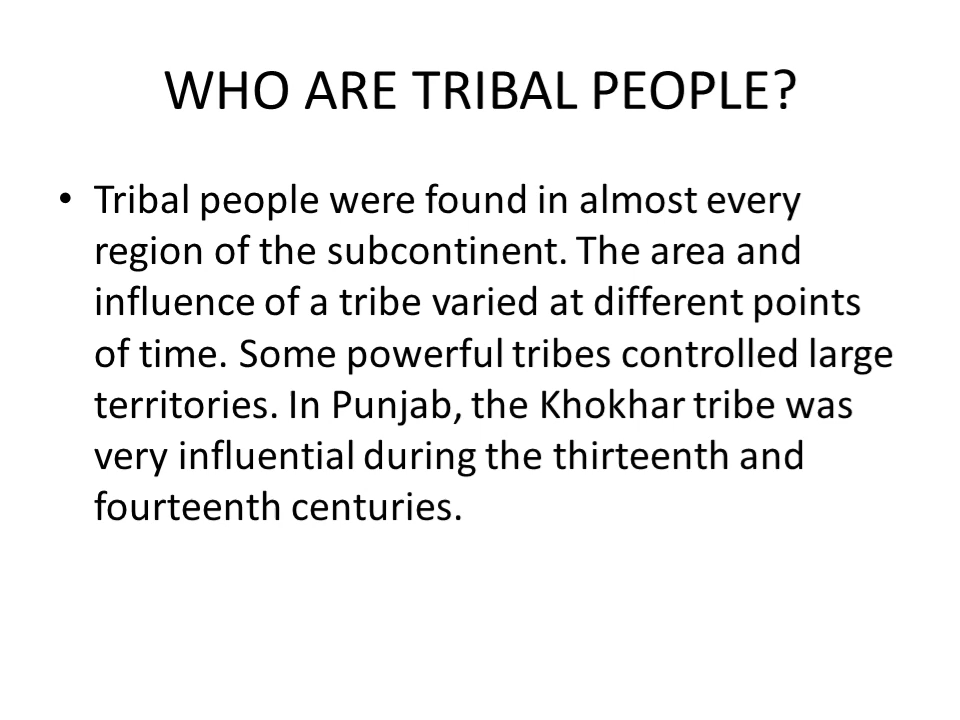 WHO ARE TRIBAL PEOPLE?
• Tribal people were found in almost every
region of the subcontinent. The area and
influence of a tribe varied at different points
of time. Some powerful tribes controlled large
territories. In Punjab, the Khokhar tribe was
very influential during the thirteenth and
fourteenth centuries.